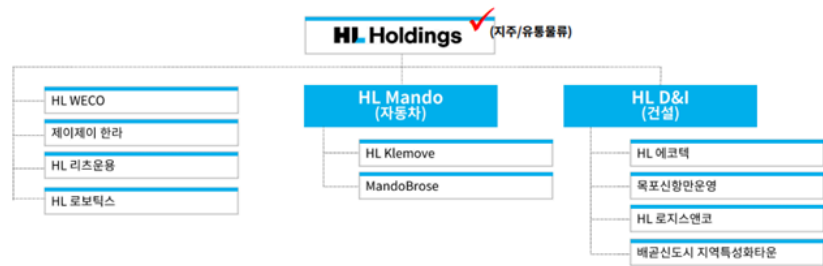 HL Holdings (지주/유통물류)
HL WECO
제이제이 한라
HL 리츠운용
HL 로보틱스
HL Mando
(자동차)
HL Klemove
MandoBrose
HL D&I
(건설)
HL 에코텍
목포신항만운영
HL 로지스앤코
배곧신도시 지역특성화타운